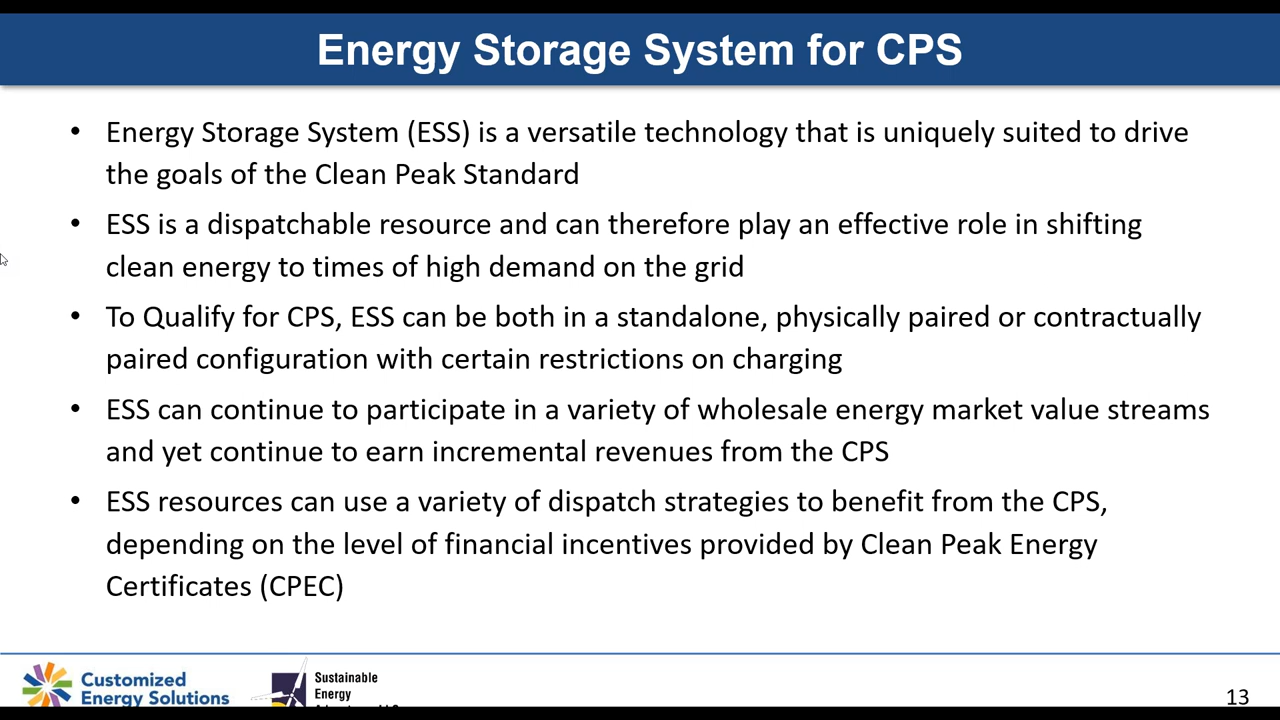 Energy Storage System for CPS
• Energy Storage System (ESS) is a versatile technology that is uniquely suited to drive
the goals of the Clean Peak Standard
• ESS is a dispatchable resource and can therefore play an effective role in shifting
clean energy to times of high demand on the grid
• To Qualify for CPS, ESS can be both in a standalone, physically paired or contractually
paired configuration with certain restrictions on charging
• ESS can continue to participate in a variety of wholesale energy market value streams
and yet continue to earn incremental revenues from the CPS
• ESS resources can use a variety of dispatch strategies to benefit from the CPS,
depending on the level of financial incentives provided by Clean Peak Energy
Certificates (CPEC)
Customized
Energy Solutions
Sustainable
Energy
13